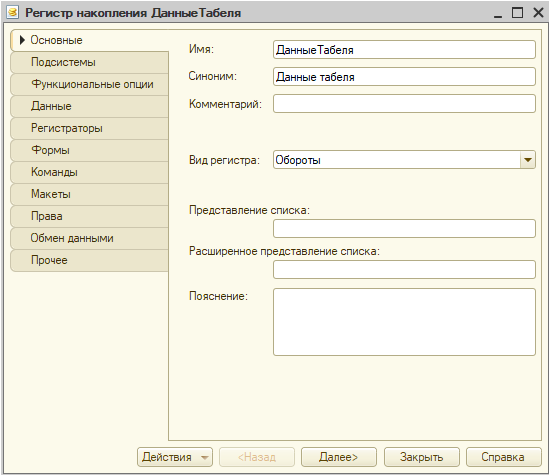 Регистр накопления ДанныеТабеля
Основные
Подсистемы
Функциональные опции
Данные
Регистраторы
Формы
Команды
Макеты
Права
Обмен данными
Прочее
Имя: ДанныеТабеля
Синоним: Данные табеля
Комментарий:
Вид регистра: Обороты
Представление списка:
Расширенное представление списка:
Пояснение:
Действия <Назад Далее> Закрыть Справка